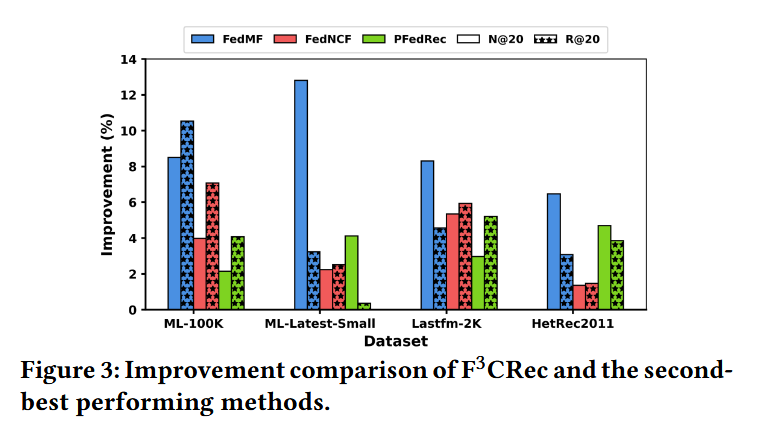 FedMF FedNCF PFedRec N@20 R@20
14
12
10
8
6
4
2
0
Improvement (%)
ML-100K ML-Latest-Small Lastfm-2K HetRec2011
Dataset
Figure 3: Improvement comparison of F³CRec and the second-
best performing methods.